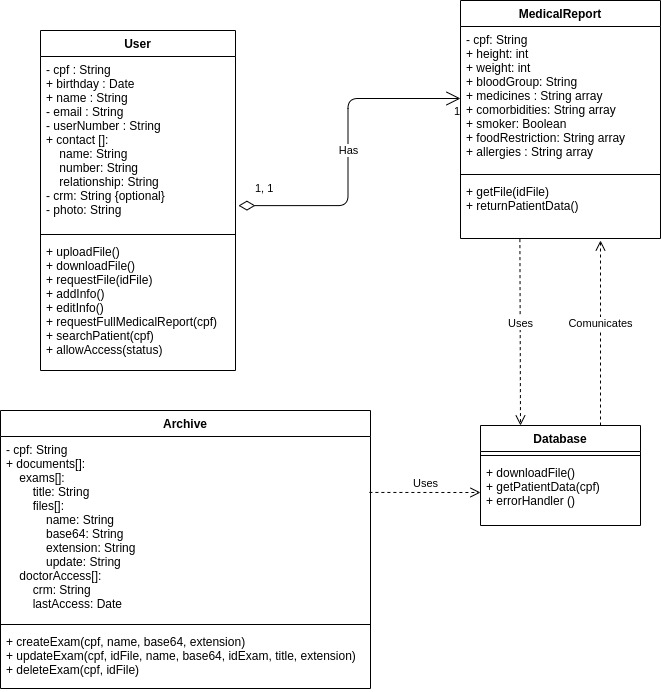 User
- cpf : String
+ birthday : Date
+ name : String
- email : String
- userNumber : String
+ contact []:
name: String
number: String
relationship: String
- crm: String {optional}
- photo: String
+ uploadFile()
+ downloadFile()
+ requestFile(idFile)
+ addInfo()
+ editInfo()
+ requestFullMedicalReport(cpf)
+ searchPatient(cpf)
+ allowAccess(status)
1, 1
Has
1
MedicalReport
- cpf: String
+ height: int
+ weight: int
+ bloodGroup: String
+ medicines : String array
+ comorbidities: String array
+ smoker: Boolean
+ foodRestriction: String array
+ allergies : String array
+ getFile(idFile)
+ returnPatientData()
Uses
Comunicates
Archive
- cpf: String
+ documents[]:
exams[]:
title: String
files[]:
name: String
base64: String
extension: String
update: String
doctorAccess[]:
crm: String
lastAccess: Date
+ createExam(cpf, name, base64, extension)
+ updateExam(cpf, idFile, name, base64, idExam, title, extension)
+ deleteExam(cpf, idFile)
Uses
Database
+ downloadFile()
+ getPatientData(cpf)
+ errorHandler ()